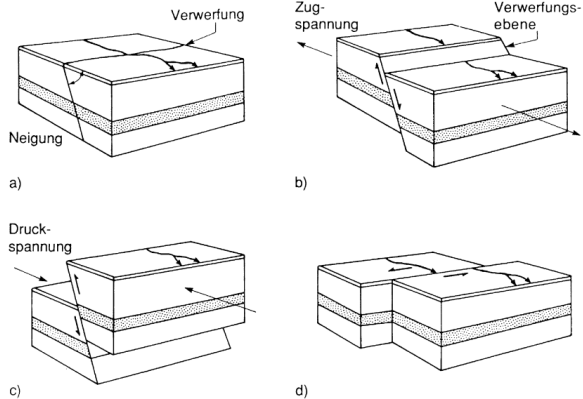 Verwerfung
Neigung
a)
Zug-
spannung
Verwerfungs-
ebene
b)
Druck-
spannung
c)
d)